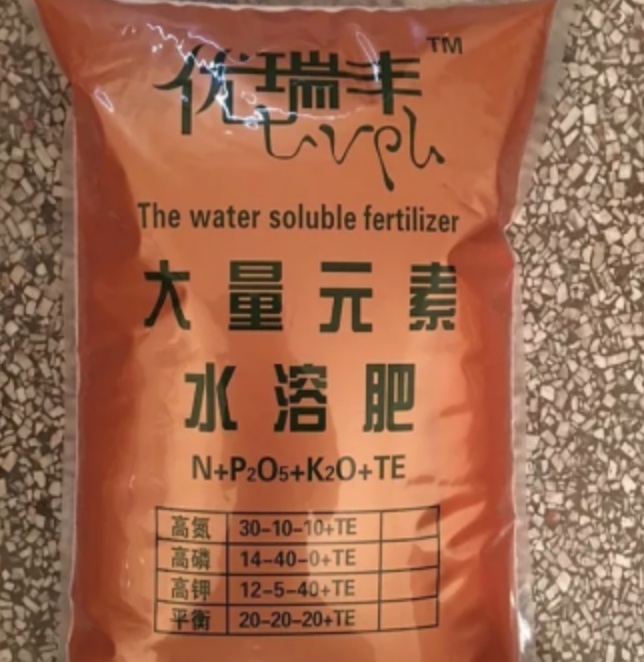 优瑞丰™
The water soluble fertilizer
大量元素
水溶肥
N+P₂O₅+K₂O+TE
高氮 30-10-10+TE
高磷 14-40-0+TE
高钾 12-5-40+TE
平衡 20-20-20+TE